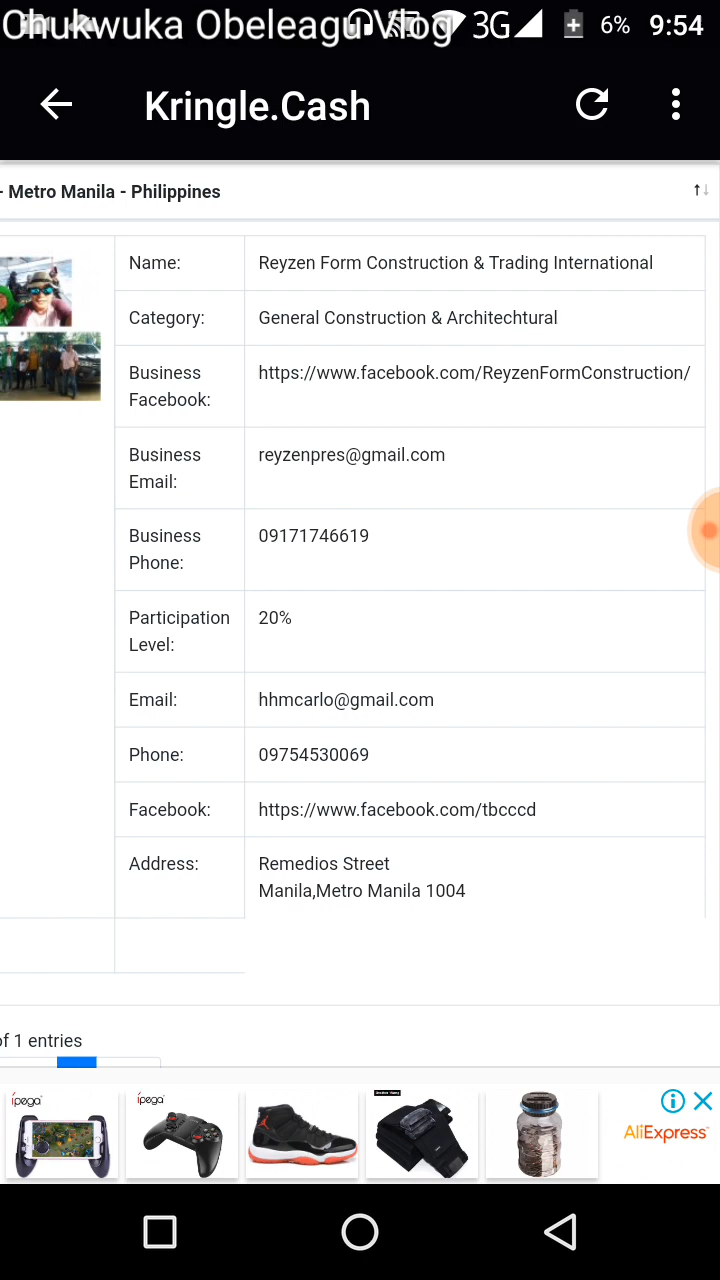 Chukwuka Obeleagu Vlog 3G 6% 9:54
Kringle.Cash
- Metro Manila - Philippines
Name: Reyzen Form Construction & Trading International
Category: General Construction & Architechtural
Business Facebook: https://www.facebook.com/ReyzenFormConstruction/
Business Email: reyzenpres@gmail.com
Business Phone: 09171746619
Participation Level: 20%
Email: hhmcarlo@gmail.com
Phone: 09754530069
Facebook: https://www.facebook.com/tbcccd
Address: Remedios Street
Manila,Metro Manila 1004
of 1 entries
ípega ípega
AliExpress